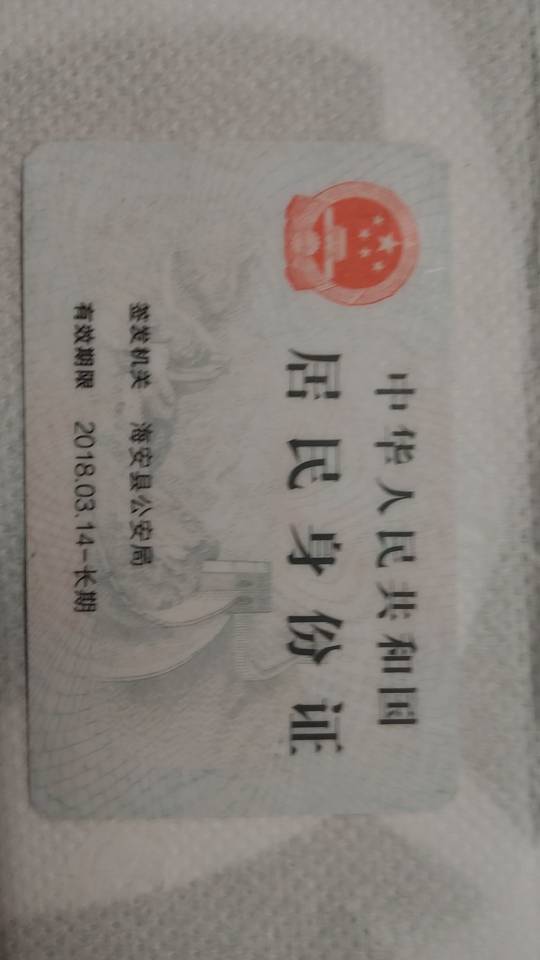 中华人民共和国
居民身份证
签发机关 海安县公安局
有效期限 2018.03.14-长期